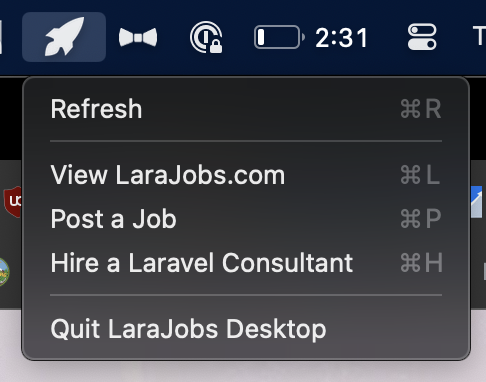 2:31
Refresh ⌘R
View LaraJobs.com ⌘L
Post a Job ⌘P
Hire a Laravel Consultant ⌘H
Quit LaraJobs Desktop